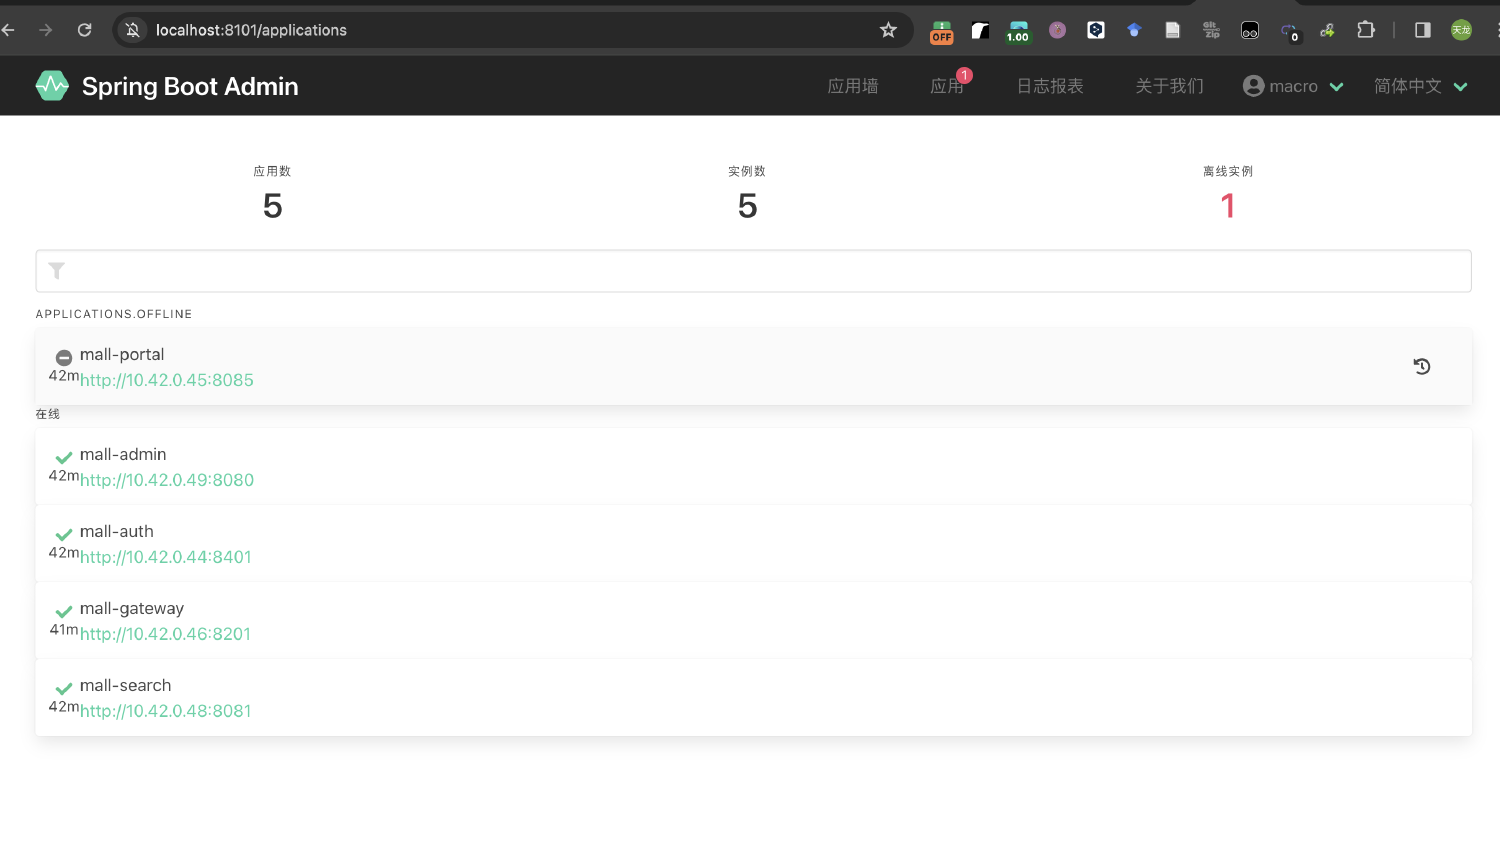 localhost:8101/applications
OFF
1.00
Git Zip
0
天龙
Spring Boot Admin
应用墙
应用
1
日志报表
关于我们
macro
简体中文
应用数
实例数
离线实例
5
5
1
APPLICATIONS.OFFLINE
mall-portal
42m
http://10.42.0.45:8085
在线
mall-admin
42m
http://10.42.0.49:8080
mall-auth
42m
http://10.42.0.44:8401
mall-gateway
41m
http://10.42.0.46:8201
mall-search
42m
http://10.42.0.48:8081